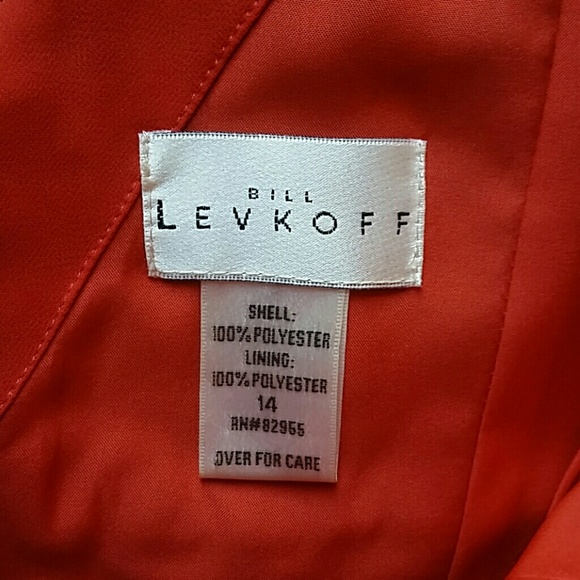 BILL
LEVKOFF
SHELL:
100% POLYESTER
LINING:
100% POLYESTER
14
RN#82955
OVER FOR CARE